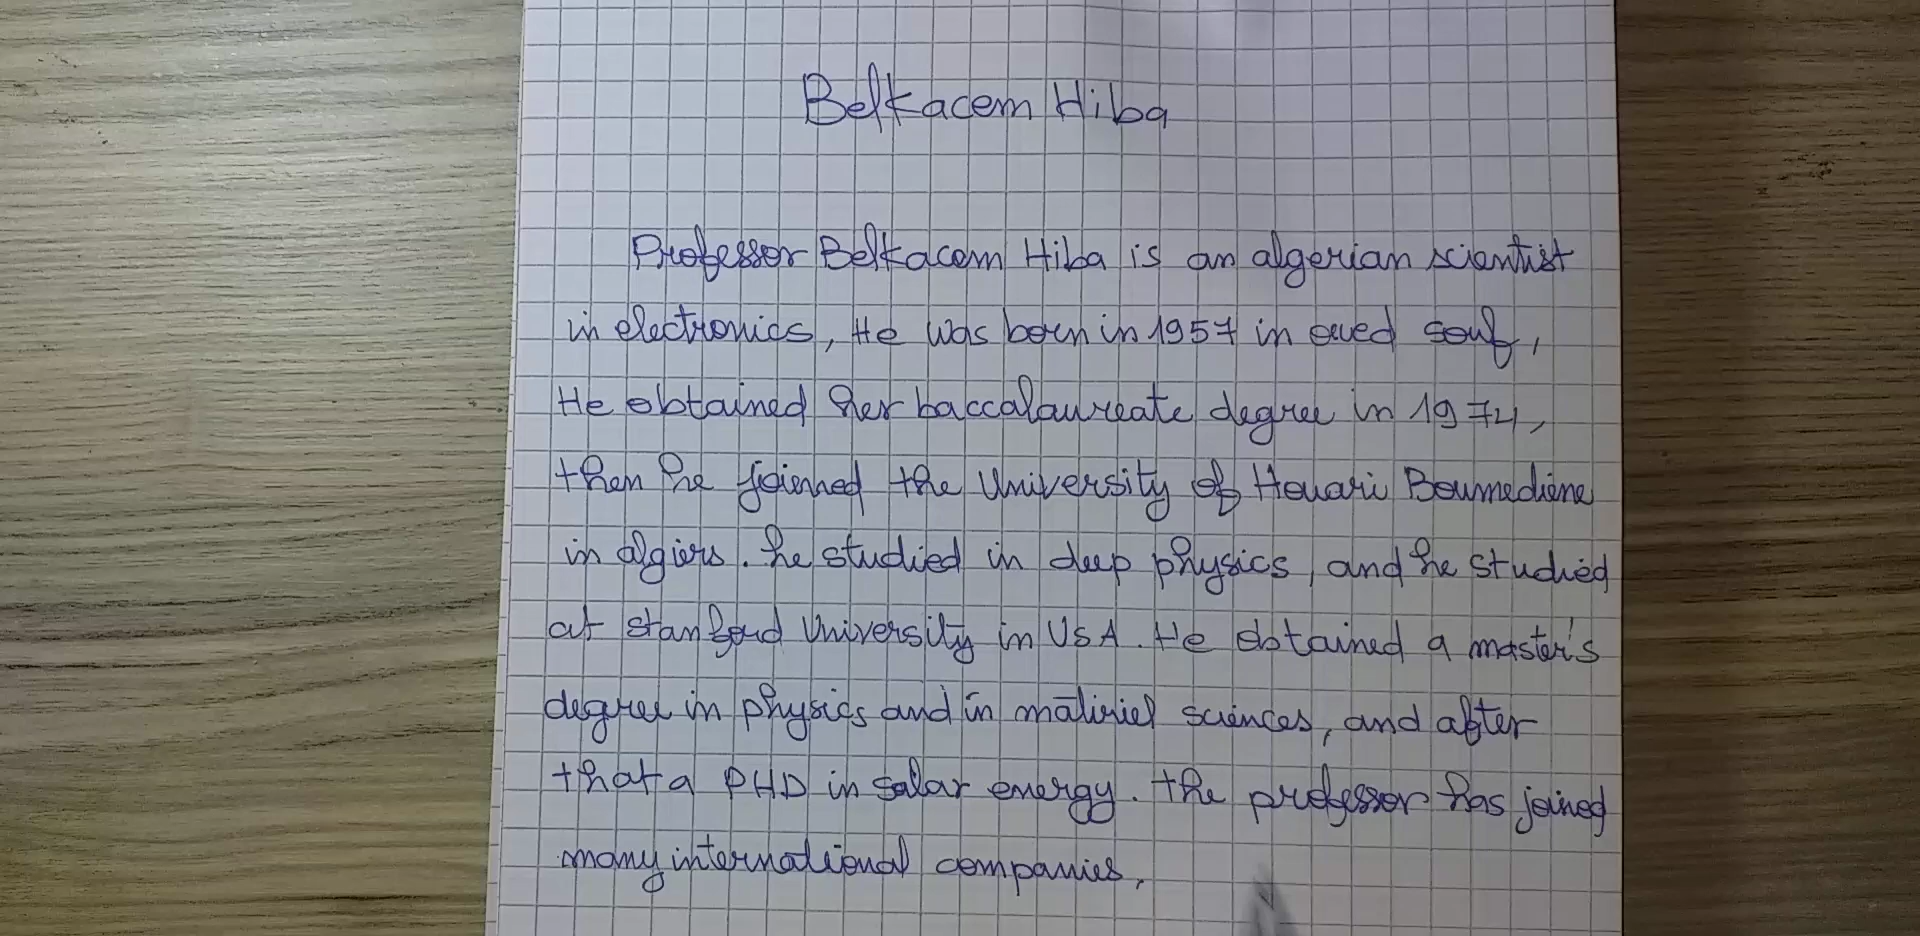 Belkacem Hiba
Professor Belkacem Hiba is an algerian scientist
in electronics, He was born in 1957 in oued souf,
He obtained her baccalaureate degree in 1974,
then he joienned the University of Houari Boumediene
in algiers. he studied in deep physics, and he studied
at stanford University in USA. He obtained a master's
degree in physics and in matiriel sciences, and after
that a PHD in solar energy. the professor has joined
many international companies.